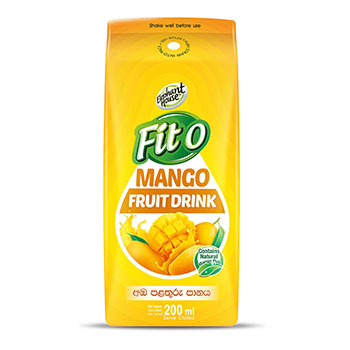 Shake well before use
Elephant
House
Fit O
MANGO
FRUIT DRINK
Contains
Natural
අඹ පළතුරු පානය
200 ml